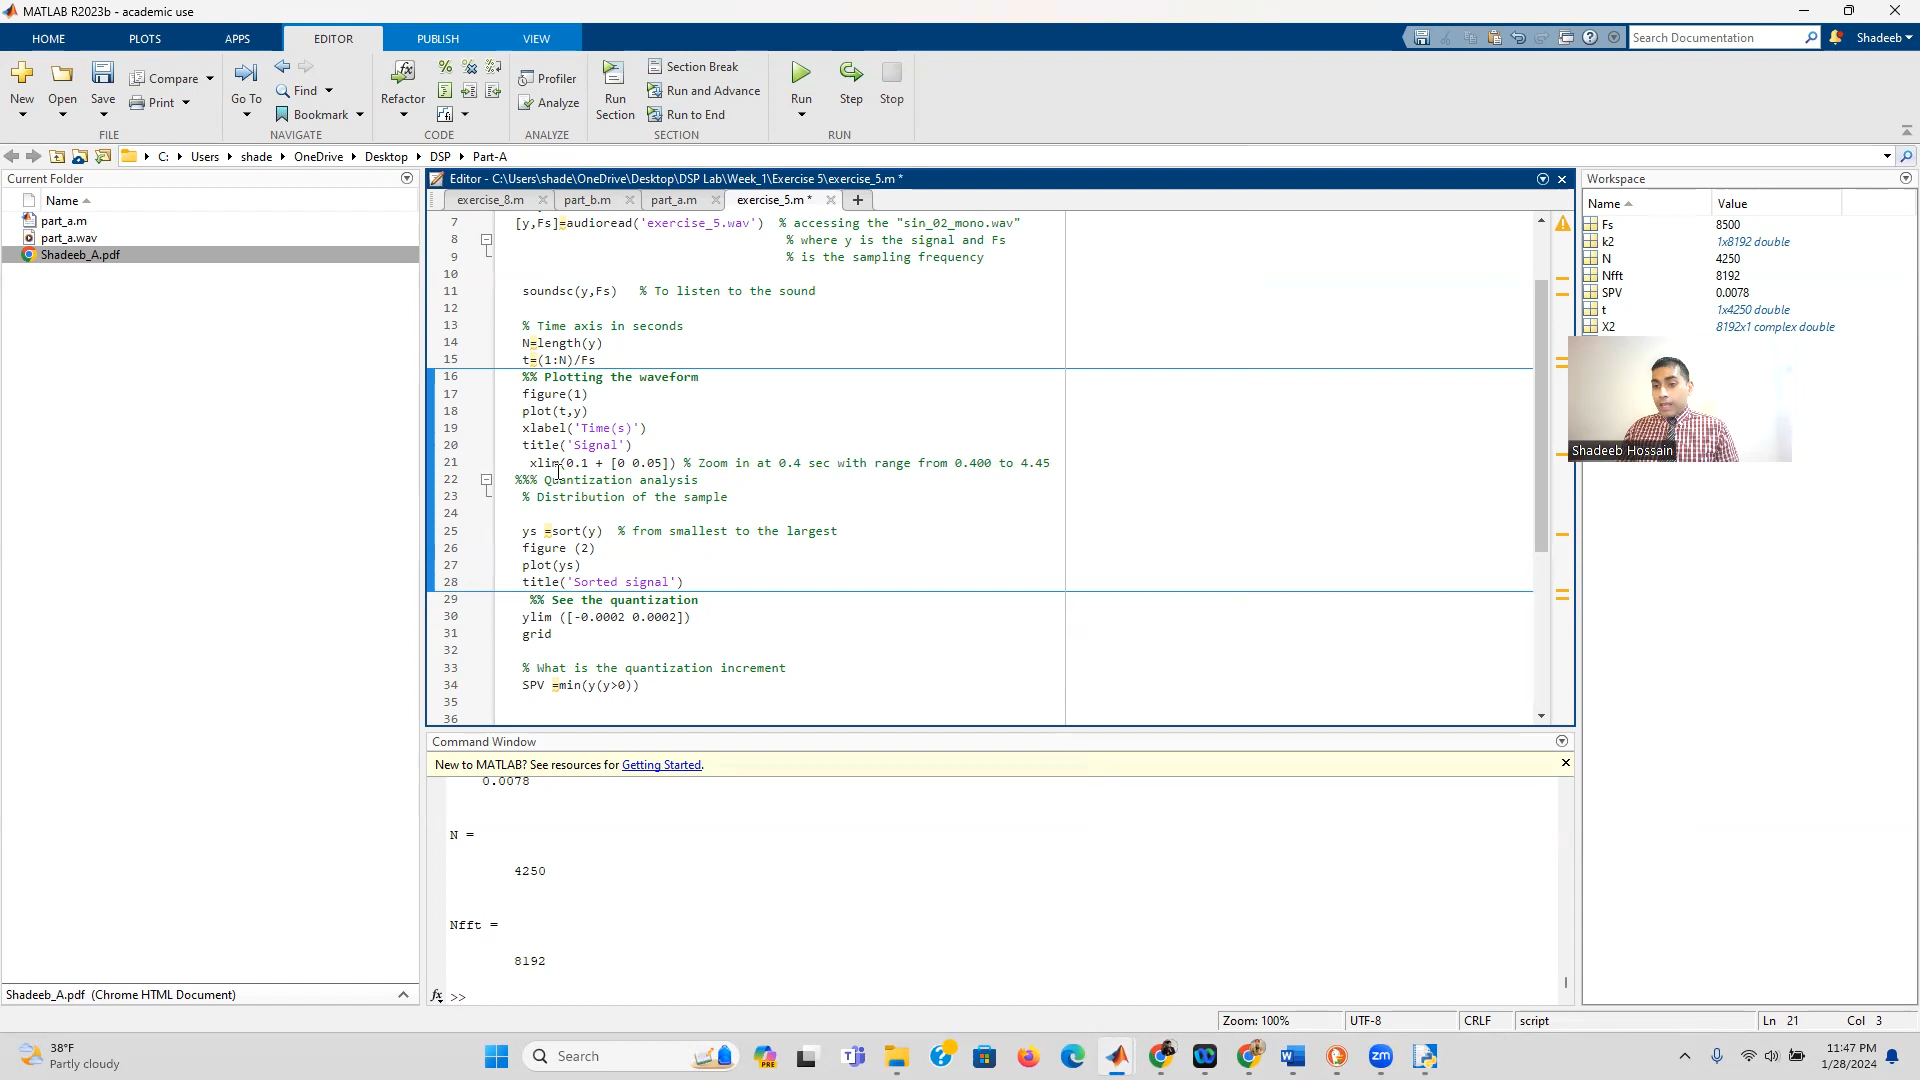 MATLAB R2023b - academic use
HOME PLOTS APPS EDITOR PUBLISH VIEW Search Documentation Shadeeb
New Open Save Compare Print
Go To Find Bookmark
Refactor
Profiler Analyze
Run Section
Section Break
Run and Advance
Run to End
Run Step Stop
FILE NAVIGATE CODE ANALYZE SECTION RUN
C: Users shade OneDrive Desktop DSP Part-A
Current Folder
Name
part_a.m
part_a.wav
Shadeeb_A.pdf
Shadeeb_A.pdf (Chrome HTML Document)
Editor - C:\Users\shade\OneDrive\Desktop\DSP Lab\Week_1\Exercise 5\exercise_5.m *
exercise_8.m part_b.m part_a.m exercise_5.m * +
7 [y,Fs]=audioread('exercise_5.wav') % accessing the "sin_02_mono.wav"
8 % where y is the signal and Fs
9 % is the sampling frequency
10
11 soundsc(y,Fs) % To listen to the sound
12
13 % Time axis in seconds
14 N=length(y)
15 t=(1:N)/Fs
16 %% Plotting the waveform
17 figure(1)
18 plot(t,y)
19 xlabel('Time(s)')
20 title('Signal')
21 xlim(0.1 + [0 0.05]) % Zoom in at 0.4 sec with range from 0.400 to 4.45
22 %%% Quantization analysis
23 % Distribution of the sample
24
25 ys =sort(y) % from smallest to the largest
26 figure (2)
27 plot(ys)
28 title('Sorted signal')
29 %% See the quantization
30 ylim ([-0.0002 0.0002])
31 grid
32
33 % What is the quantization increment
34 SPV =min(y(y>0))
35
36
Command Window
New to MATLAB? See resources for Getting Started.
0.0078
N =
4250
Nfft =
8192
fx >>
Workspace
Name Value
Fs 8500
k2 1x8192 double
N 4250
Nfft 8192
SPV 0.0078
t 1x4250 double
X2 8192x1 complex double
Shadeeb Hossain
Zoom: 100% UTF-8 CRLF script Ln 21 Col 3
38°F
Partly cloudy
Search
11:47 PM
1/28/2024